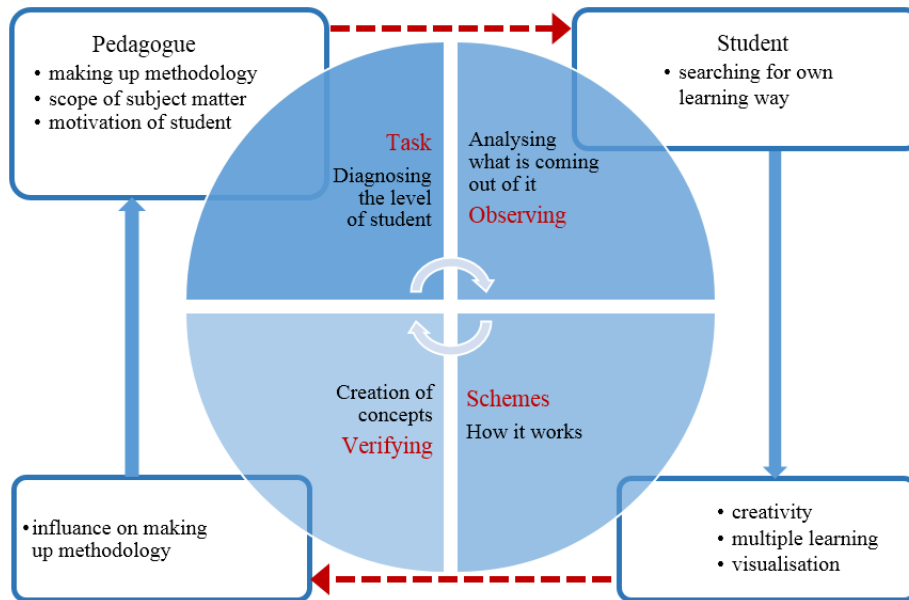 Pedagogue
• making up methodology
• scope of subject matter
• motivation of student
Student
• searching for own
learning way
Task
Diagnosing
the level
of student
Analysing
what is coming
out of it
Observing
Creation of
concepts
Verifying
Schemes
How it works
•influence on making
up methodology
• creativity
• multiple learning
• visualisation